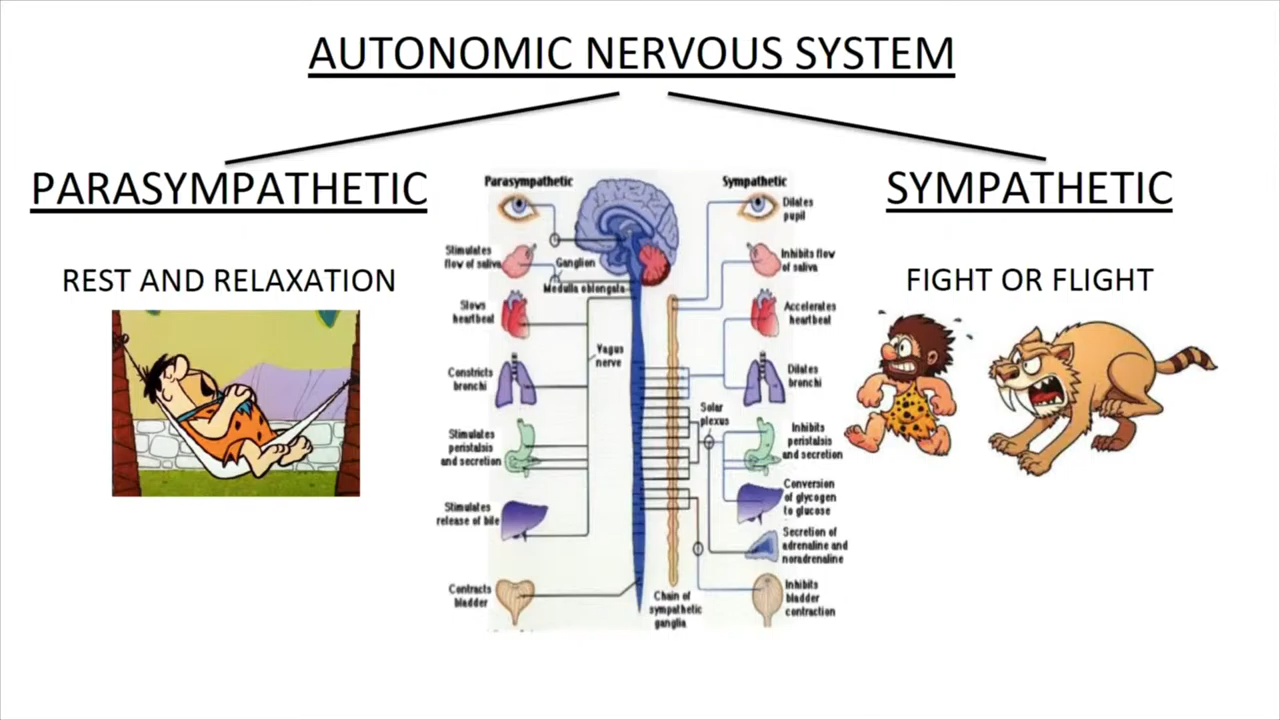 AUTONOMIC NERVOUS SYSTEM
PARASYMPATHETIC
REST AND RELAXATION
Parasympathetic
Stimulates
flow of saliva
Ganglion
Medulla oblongata
Slows
heartbeat
Vagus
nerve
Constricts
bronchi
Stimulates
peristalsis
and secretion
Stimulates
release of bile
Contracts
bladder
Sympathetic
Dilates
pupil
Inhibits flow
of saliva
Accelerates
heartbeat
Dilates
bronchi
Solar
plexus
Inhibits
peristalsis
and secretion
Conversion
of glycogen
to glucose
Secretion of
adrenaline and
noradrenaline
Inhibits
bladder
contraction
Chain of
sympathetic
ganglia
SYMPATHETIC
FIGHT OR FLIGHT